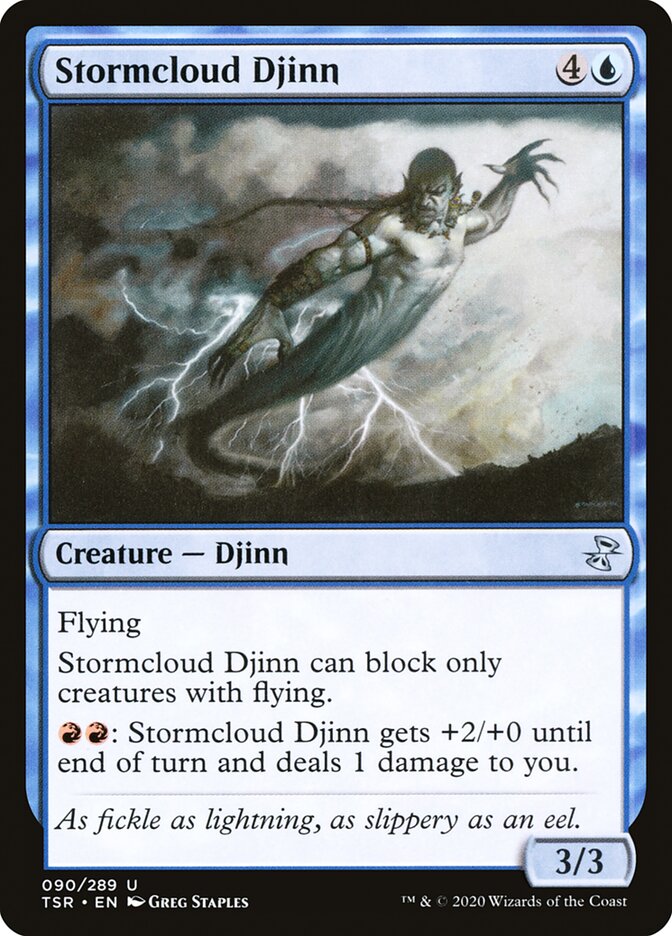 Stormcloud Djinn 4
Creature — Djinn
Flying
Stormcloud Djinn can block only
creatures with flying.
: Stormcloud Djinn gets +2/+0 until
end of turn and deals 1 damage to you.
As fickle as lightning, as slippery as an eel.
3/3
090/289 U
TSR • EN Greg Staples
™ & © 2020 Wizards of the Coast